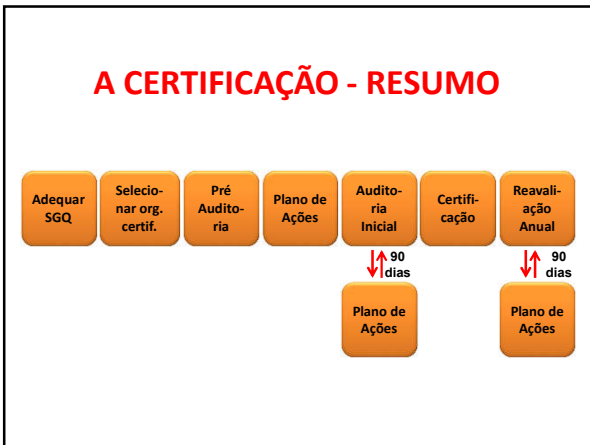 A CERTIFICAÇÃO - RESUMO
Adequar
SGQ
Selecio-
nar org.
certif.
Pré
Audito-
ria
Plano de
Ações
Audito-
ria
Inicial
Certifi-
cação
Reavali-
ação
Anual
90
dias
90
dias
Plano de
Ações
Plano de
Ações